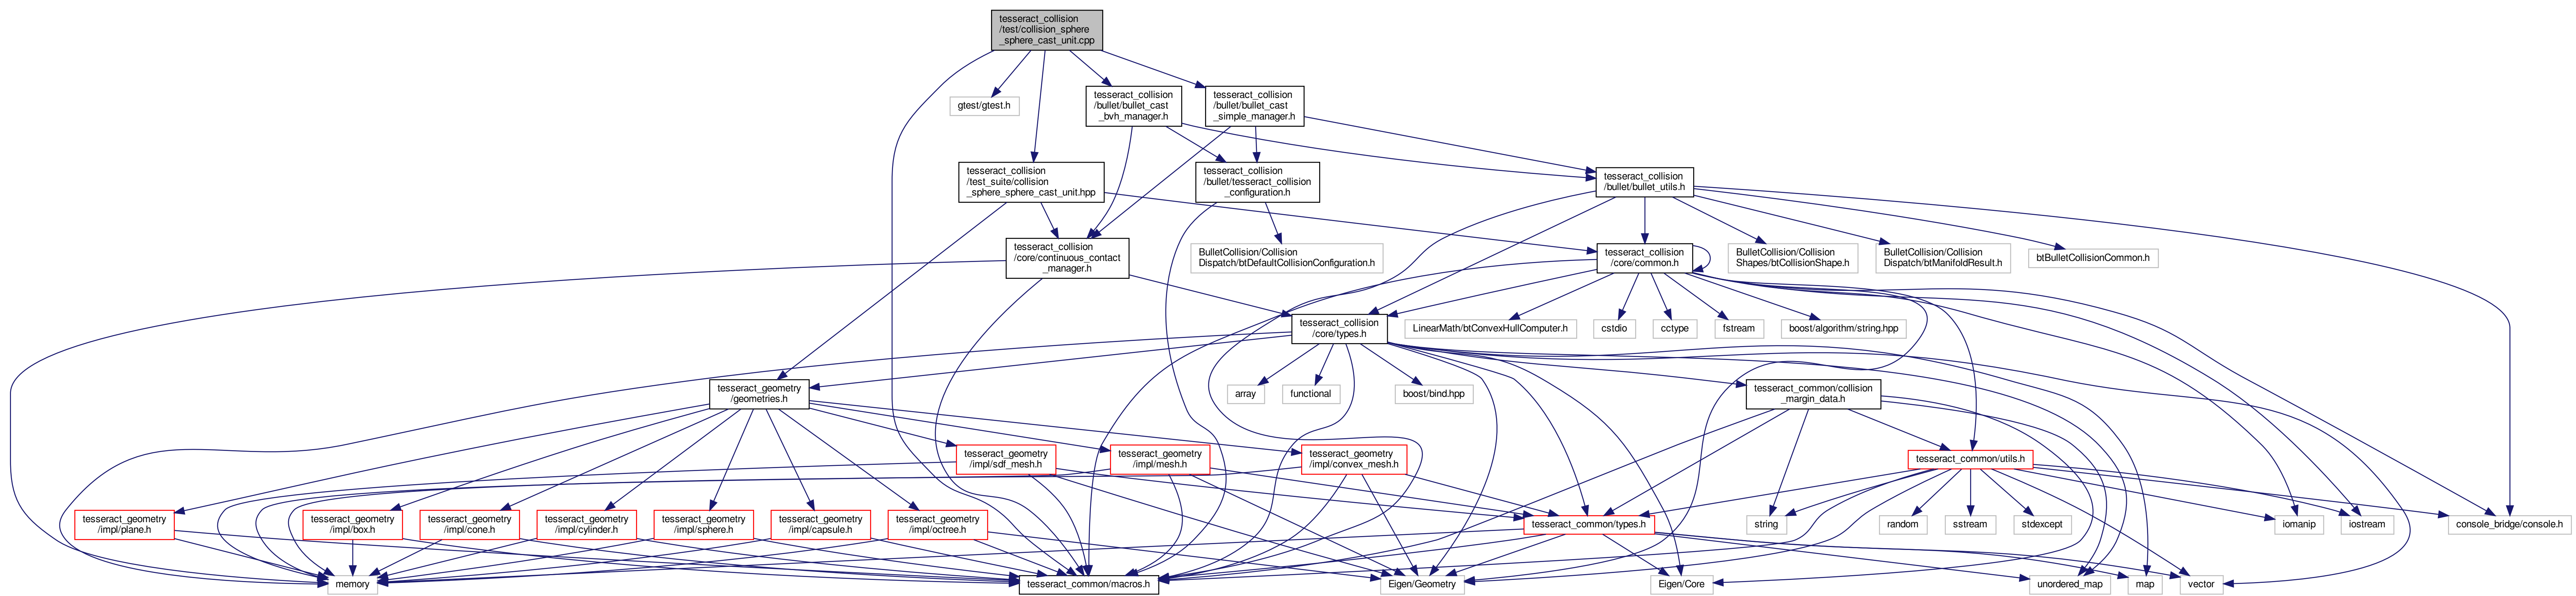 tesseract_collision
/test/collision_sphere
_sphere_cast_unit.cpp
gtest/gtest.h
tesseract_collision
/bullet/bullet_cast
_bvh_manager.h
tesseract_collision
/bullet/bullet_cast
_simple_manager.h
tesseract_collision
/test_suite/collision
_sphere_sphere_cast_unit.hpp
tesseract_collision
/bullet/tesseract_collision
_configuration.h
tesseract_collision
/bullet/bullet_utils.h
tesseract_collision
/core/continuous_contact
_manager.h
BulletCollision/Collision
Dispatch/btDefaultCollisionConfiguration.h
tesseract_collision
/core/common.h
BulletCollision/Collision
Shapes/btCollisionShape.h
BulletCollision/Collision
Dispatch/btManifoldResult.h
btBulletCollisionCommon.h
tesseract_collision
/core/types.h
LinearMath/btConvexHullComputer.h
cstdio
cctype
fstream
boost/algorithm/string.hpp
tesseract_geometry
/geometries.h
array
functional
boost/bind.hpp
tesseract_common/collision
_margin_data.h
tesseract_geometry
/impl/sdf_mesh.h
tesseract_geometry
/impl/mesh.h
tesseract_geometry
/impl/convex_mesh.h
tesseract_common/utils.h
tesseract_geometry
/impl/plane.h
tesseract_geometry
/impl/box.h
tesseract_geometry
/impl/cone.h
tesseract_geometry
/impl/cylinder.h
tesseract_geometry
/impl/sphere.h
tesseract_geometry
/impl/capsule.h
tesseract_geometry
/impl/octree.h
tesseract_common/types.h
string
random
sstream
stdexcept
iomanip
iostream
console_bridge/console.h
memory
tesseract_common/macros.h
Eigen/Geometry
Eigen/Core
unordered_map
map
vector